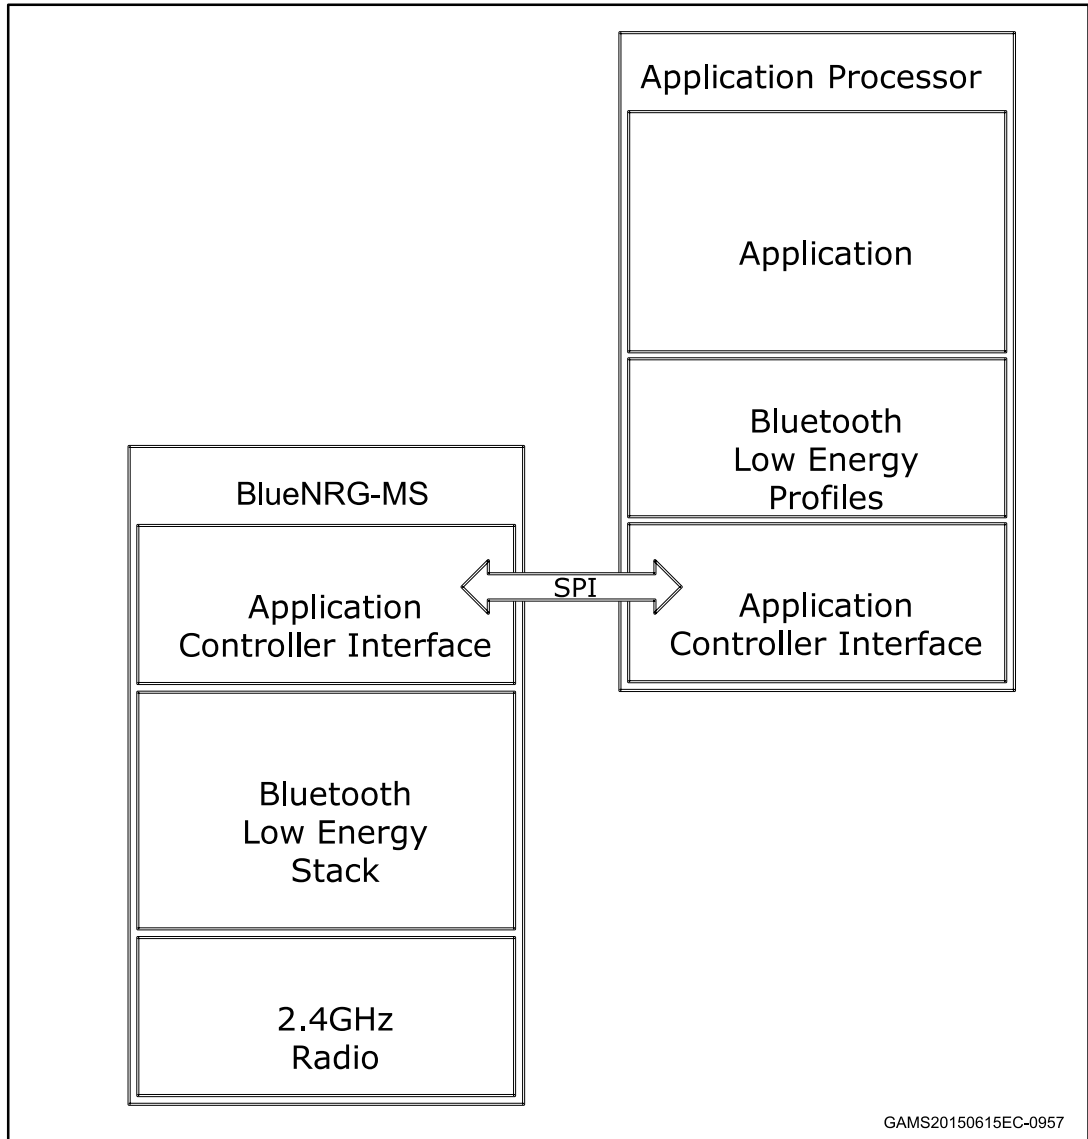 Application Processor
Application
Bluetooth
Low Energy
Profiles
Application
Controller Interface
SPI
BlueNRG-MS
Application
Controller Interface
Bluetooth
Low Energy
Stack
2.4GHz
Radio
GAMS20150615EC-0957